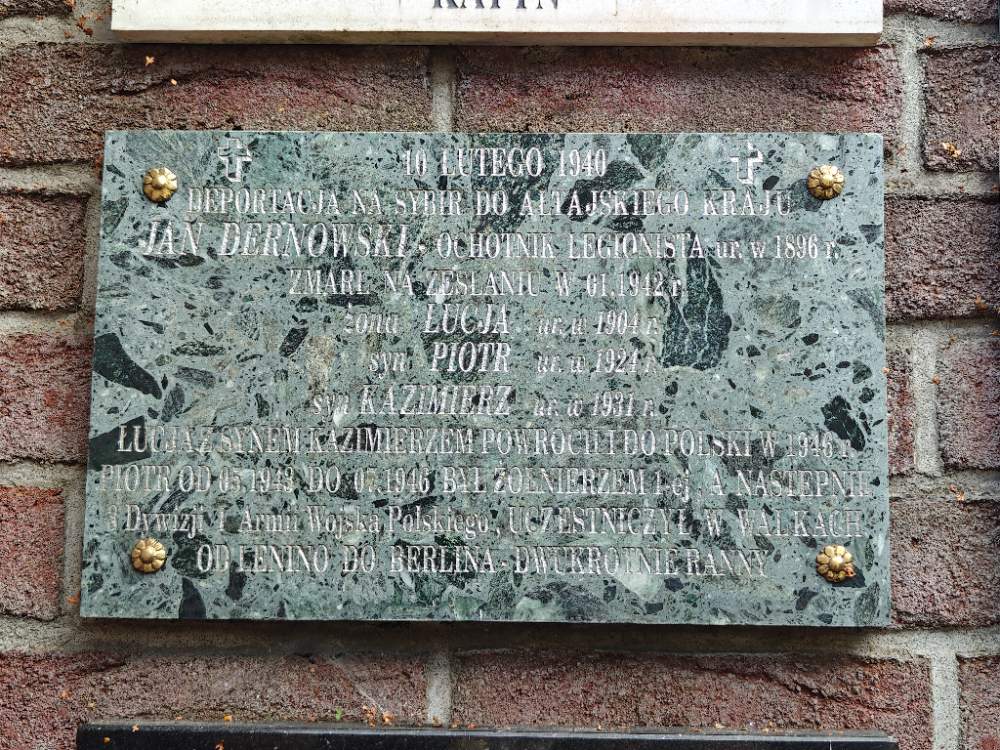 KATYŃ
10 LUTEGO 1940
DEPORTACJA NA SYBIR DO AŁTAJSKIEGO KRAJU
JAN DERNOWSKI - OCHOTNIK LEGIONISTA ur. w 1896 r.
ZMARŁ NA ZESŁANIU W 01.1942 r.
żona ŁUCJA ur. w 1904 r.
syn PIOTR ur. w 1924 r.
syn KAZIMIERZ ur. w 1931 r.
ŁUCJA Z SYNEM KAZIMIERZEM POWRÓCILI DO POLSKI W 1946 r.
PIOTR OD 05.1943 DO 07.1946 BYŁ ŻOŁNIERZEM 1-ej, A NASTĘPNIE
Dywizji 1 Armii Wojska Polskiego, UCZESTNICZYŁ W WALKACH
OD LENINO DO BERLINA - DWUKROTNIE RANNY